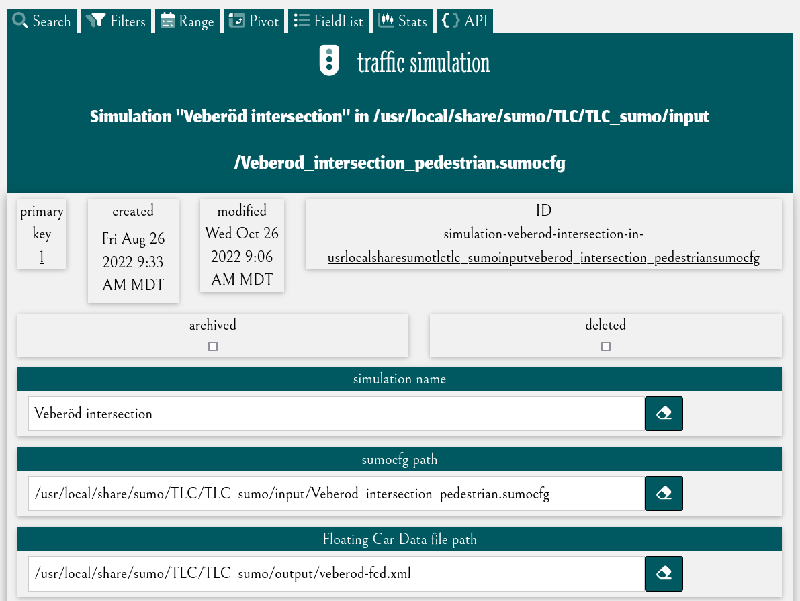 Search Filters Range Pivot FieldList Stats API
traffic simulation
Simulation "Veberöd intersection" in /usr/local/share/sumo/TLC/TLC_sumo/input
/Veberod_intersection_pedestrian.sumocfg
primary
key
1
created
Fri Aug 26
2022 9:33
AM MDT
modified
Wed Oct 26
2022 9:06
AM MDT
ID
simulation-veberod-intersection-in-
usrlocalsharesumotlctlc_sumoinputveberod_intersection_pedestriansumocfg
archived
deleted
simulation name
Veberöd intersection
sumocfg path
/usr/local/share/sumo/TLC/TLC_sumo/input/Veberod_intersection_pedestrian.sumocfg
Floating Car Data file path
/usr/local/share/sumo/TLC/TLC_sumo/output/veberod-fcd.xml